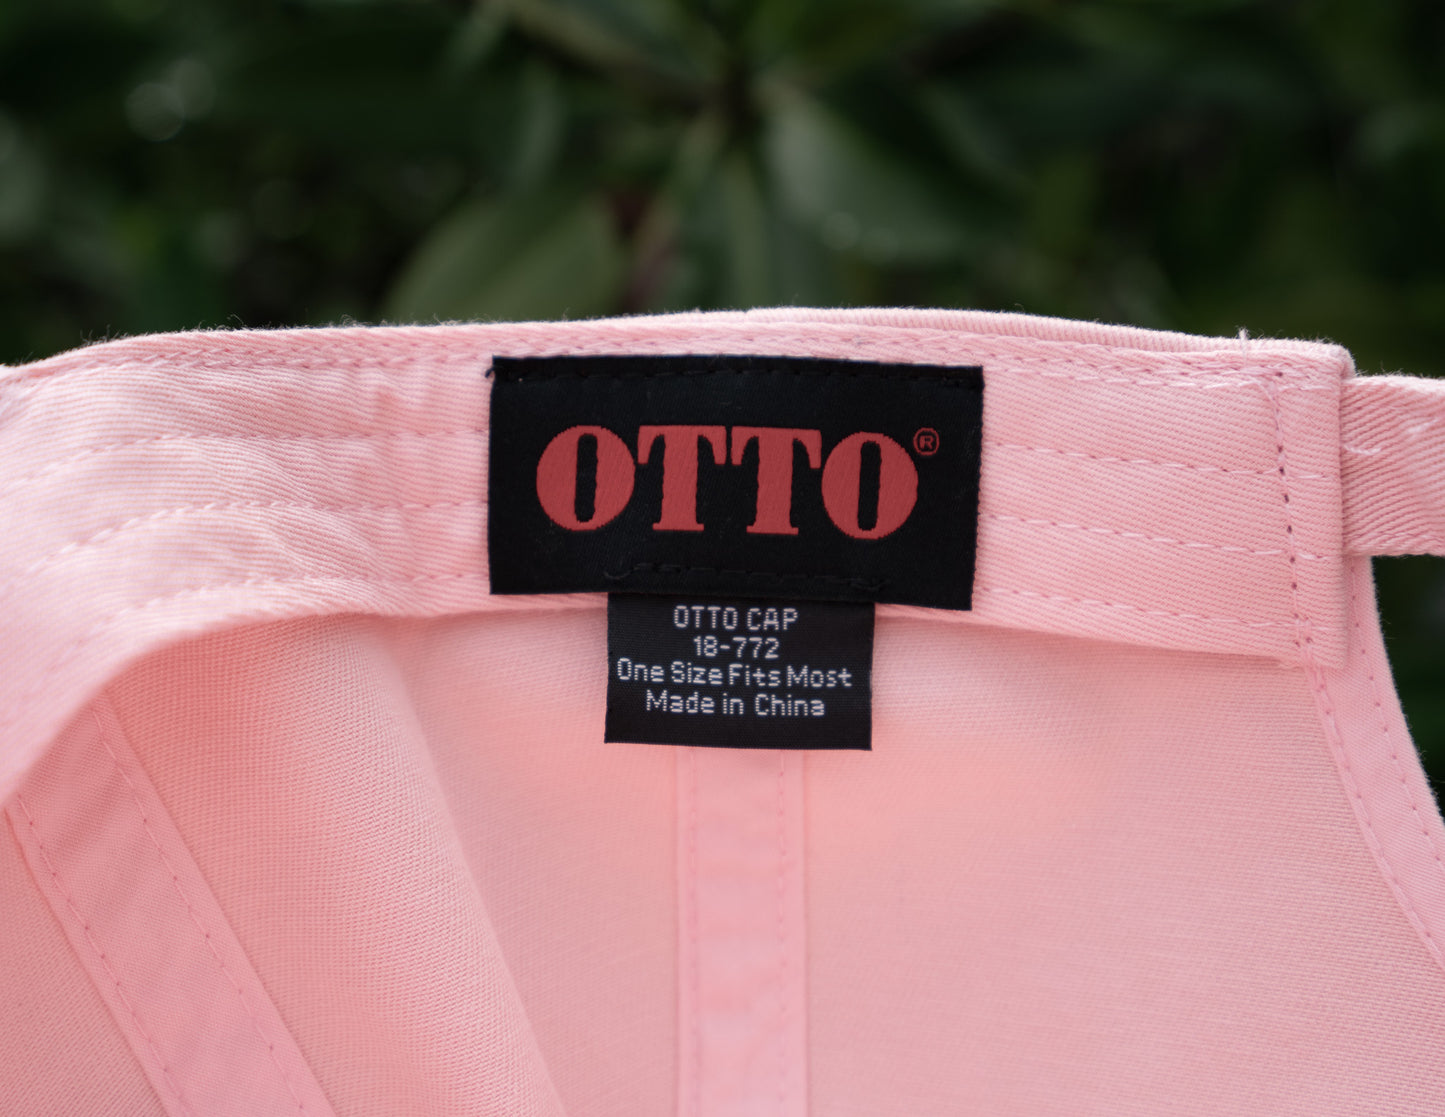 OTTO®
OTTO CAP
18-772
One Size Fits Most
Made in China